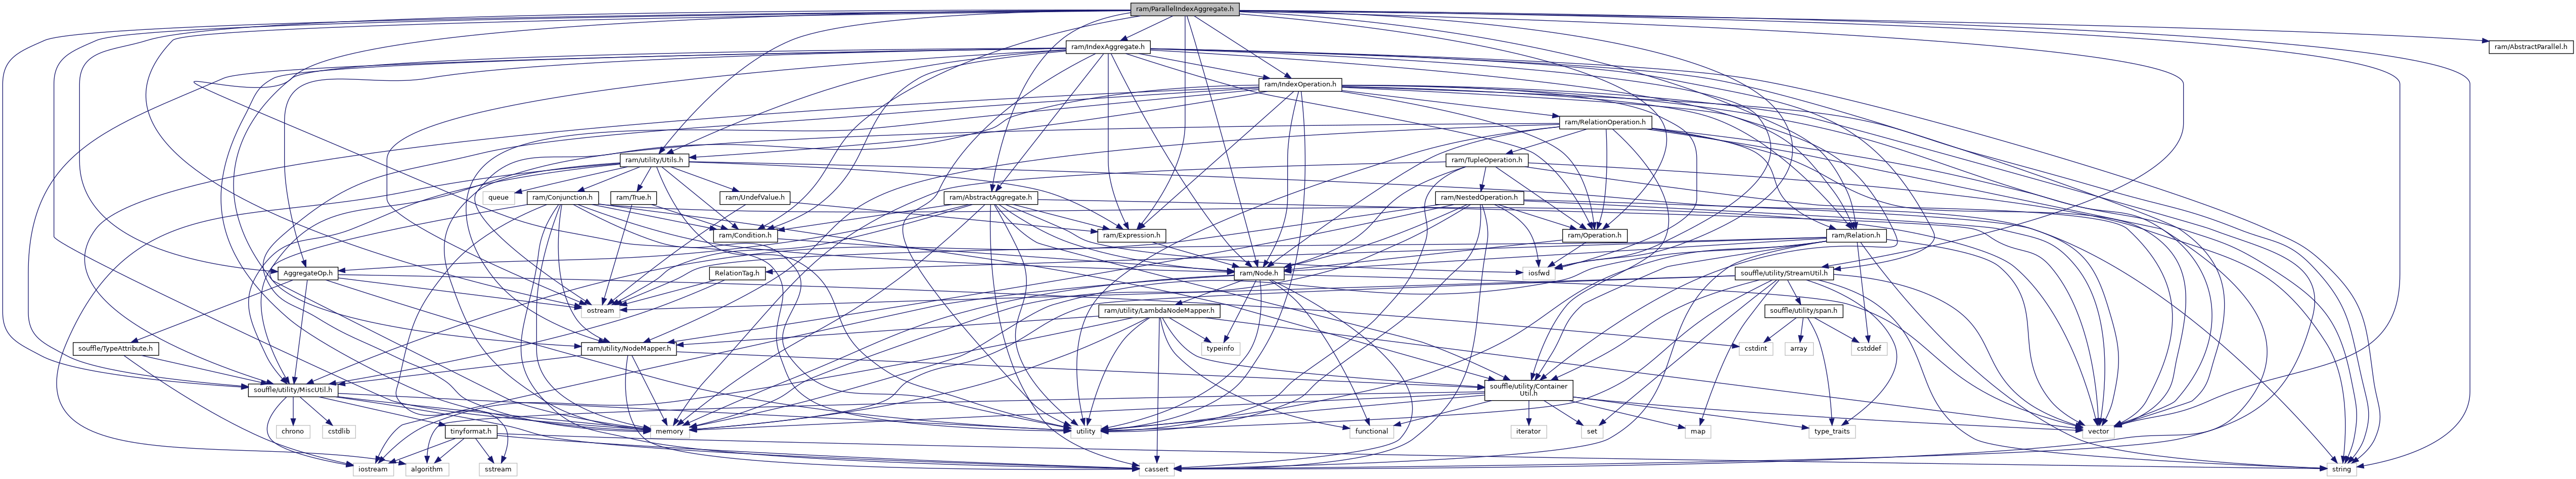 ram/ParallelIndexAggregate.h
ram/IndexAggregate.h
ram/AbstractParallel.h
ram/IndexOperation.h
ram/RelationOperation.h
ram/utility/Utils.h
ram/TupleOperation.h
queue
ram/Conjunction.h
ram/True.h
ram/UndefValue.h
ram/AbstractAggregate.h
ram/NestedOperation.h
ram/Condition.h
ram/Expression.h
ram/Operation.h
ram/Relation.h
AggregateOp.h
RelationTag.h
ram/Node.h
iosfwd
souffle/utility/StreamUtil.h
ostream
ram/utility/LambdaNodeMapper.h
souffle/utility/span.h
souffle/TypeAttribute.h
ram/utility/NodeMapper.h
typeinfo
cstdint
array
cstddef
souffle/utility/MiscUtil.h
souffle/utility/Container
Util.h
chrono
cstdlib
tinyformat.h
memory
utility
functional
iterator
set
map
type_traits
vector
iostream
algorithm
sstream
cassert
string